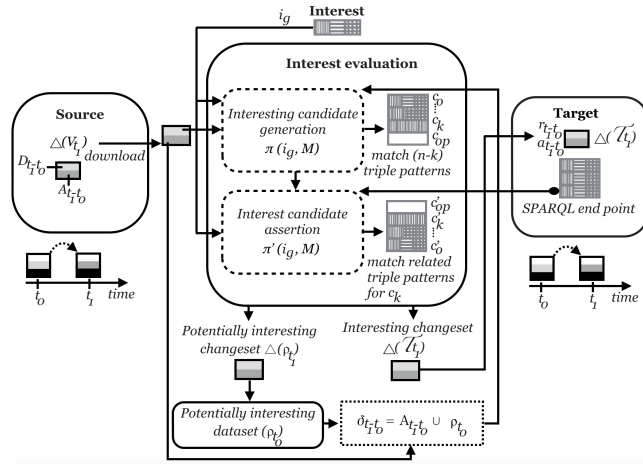 i_g
Interest
Interest evaluation
Source
△(V_t₁)
download
D_t₁-t₀
A_t₁-t₀
t₀ t₁ time
Interesting candidate
generation
π (i_g, M)
c₀
⋮
c_k
c_op
match (n-k)
triple patterns
Interest candidate
assertion
π' (i_g, M)
c'_op
c'_k
⋮
c'₀
match related
triple patterns
for c_k
Target
r_t₁-t₀
a_t₁-t₀
△(𝒯_t₁)
SPARQL end point
t₀ t₁ time
Potentially interesting
changeset △(ρ_t₁)
Interesting changeset
△(𝒯_t₁)
Potentially interesting
dataset (ρ_t₀)
δ_t₁-t₀ = A_t₁-t₀ ∪ ρ_t₀